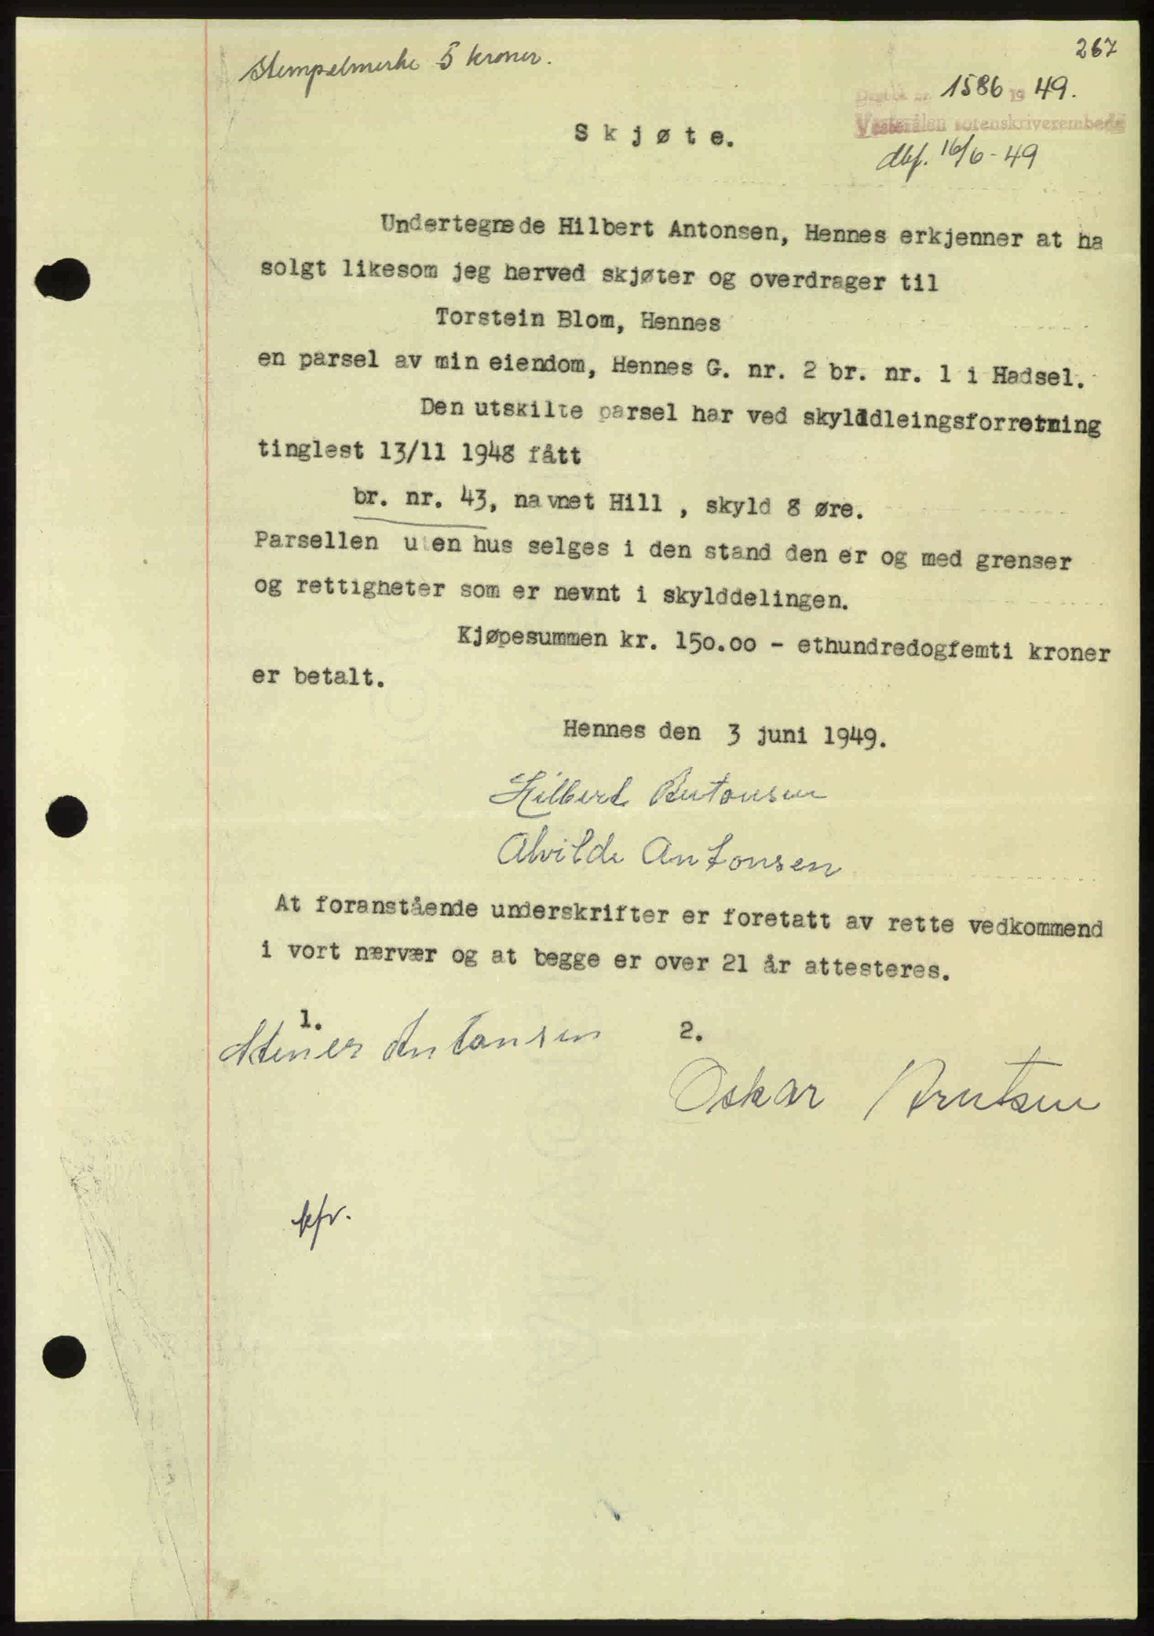 267
Stempelmerke 5 kroner.
Dagbok nr. 1586 19 49.
Vesterålen sorenskriverembede
dbf. 16/6-49
Skjøte.
Undertegnede Hilbert Antonsen, Hennes erkjenner at ha
solgt likesom jeg herved skjøter og overdrager til
Torstein Blom, Hennes
en parsel av min eiendom, Hennes G. nr. 2 br. nr. 1 i Hadsel.
Den utskilte parsel har ved skylddleingsforretning
tinglest 13/11 1948 fått
br. nr. 43, navnet Hill , skyld 8 øre.
Parsellen uten hus selges i den stand den er og med grenser
og rettigheter som er nevnt i skylddelingen.
Kjøpesummen kr. 150.00 - ethundredogfemti kroner
er betalt.
Hennes den 3 juni 1949.
Hilbert Antonsen
Alvilde Antonsen
At foranstående underskrifter er foretatt av rette vedkommend
i vort nærvær og at begge er over 21 år attesteres.
1.
Antonsen
2.
Oskar Arntsen
kfr.